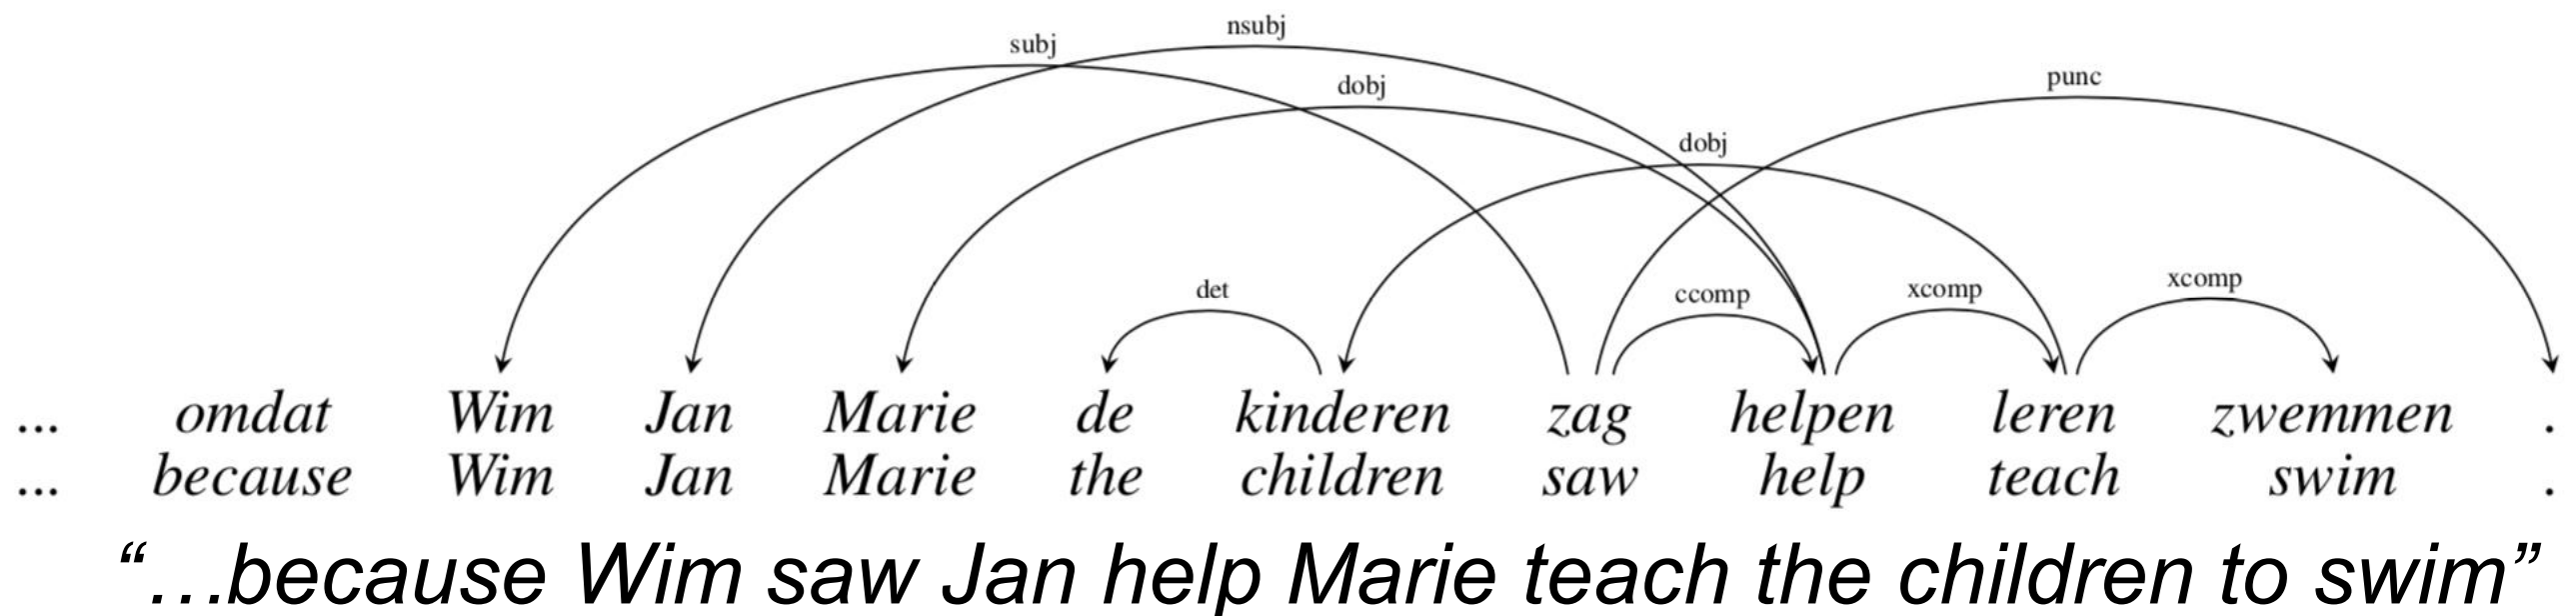 nsubj
subj
dobj
punc
dobj
xcomp
det
xcomp
ccomp
... omdat Wim Jan Marie de kinderen zag helpen leren zwemmen .
... because Wim Jan Marie the children saw help teach swim .
“…because Wim saw Jan help Marie teach the children to swim”